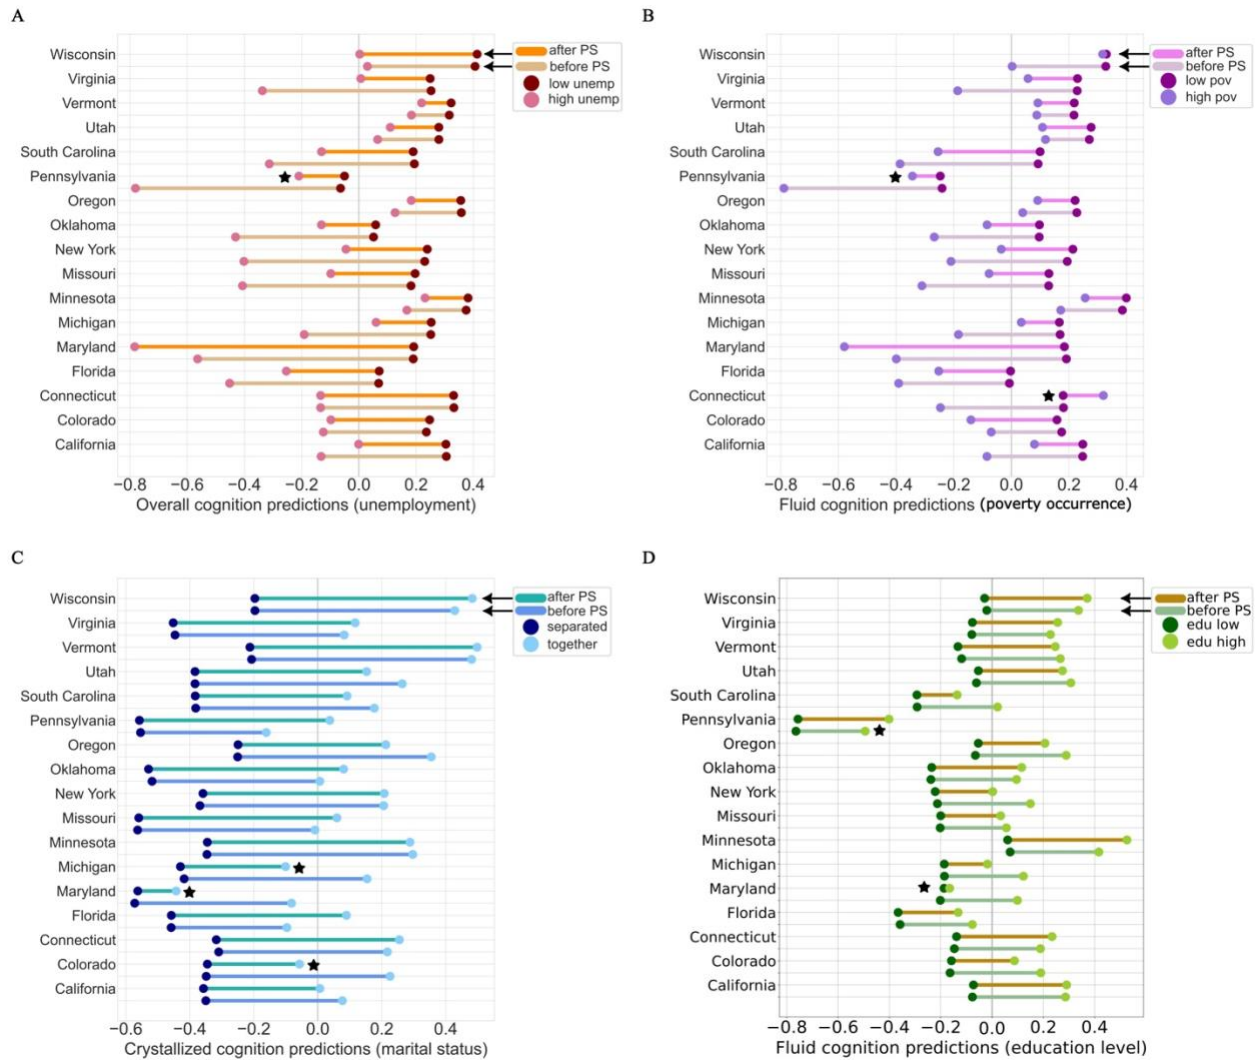 A
Wisconsin
Virginia
Vermont
Utah
South Carolina
Pennsylvania
Oregon
Oklahoma
New York
Missouri
Minnesota
Michigan
Maryland
Florida
Connecticut
Colorado
California
after PS
before PS
low unemp
high unemp
−0.8 −0.6 −0.4 −0.2 0.0 0.2 0.4
Overall cognition predictions (unemployment)
B
Wisconsin
Virginia
Vermont
Utah
South Carolina
Pennsylvania
Oregon
Oklahoma
New York
Missouri
Minnesota
Michigan
Maryland
Florida
Connecticut
Colorado
California
after PS
before PS
low pov
high pov
−0.8 −0.6 −0.4 −0.2 0.0 0.2 0.4
Fluid cognition predictions (poverty occurrence)
C
Wisconsin
Virginia
Vermont
Utah
South Carolina
Pennsylvania
Oregon
Oklahoma
New York
Missouri
Minnesota
Michigan
Maryland
Florida
Connecticut
Colorado
California
after PS
before PS
separated
together
−0.6 −0.4 −0.2 0.0 0.2 0.4
Crystallized cognition predictions (marital status)
D
Wisconsin
Virginia
Vermont
Utah
South Carolina
Pennsylvania
Oregon
Oklahoma
New York
Missouri
Minnesota
Michigan
Maryland
Florida
Connecticut
Colorado
California
after PS
before PS
edu low
edu high
−0.8 −0.6 −0.4 −0.2 0.0 0.2 0.4
Fluid cognition predictions (education level)